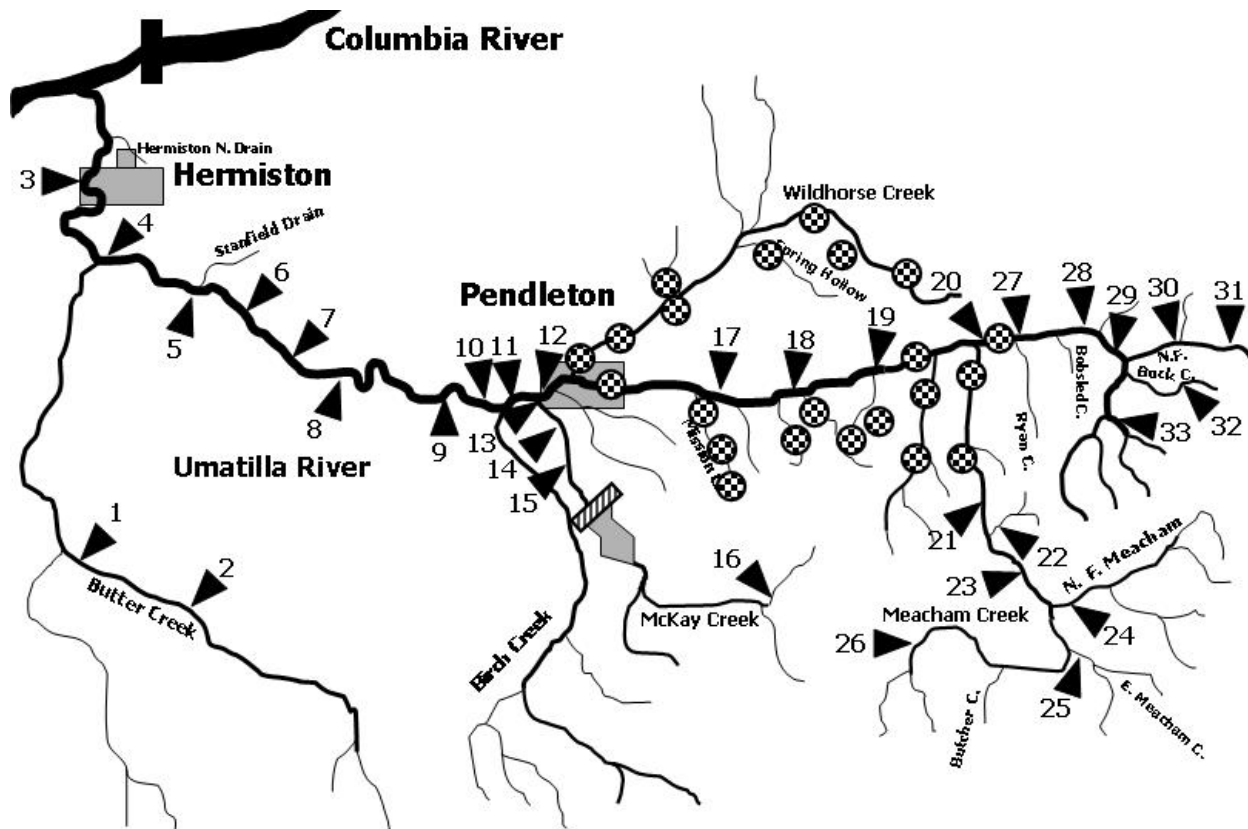 Columbia River
Hermiston N. Drain
3
Hermiston
4
Stanfield Drain
Wildhorse Creek
Spring Hollow
5
6
7
8
Pendleton
9
10
11
12
13
14
15
17
18
19
20
27
28
29
30
31
N.F.
Buck C.
32
33
Bobsled C.
Ryan C.
Umatilla River
1
2
Butter Creek
16
McKay Creek
Birch Creek
21
22
23
N. F. Meacham
24
Meacham Creek
26
25
Butcher C.
E. Meacham C.